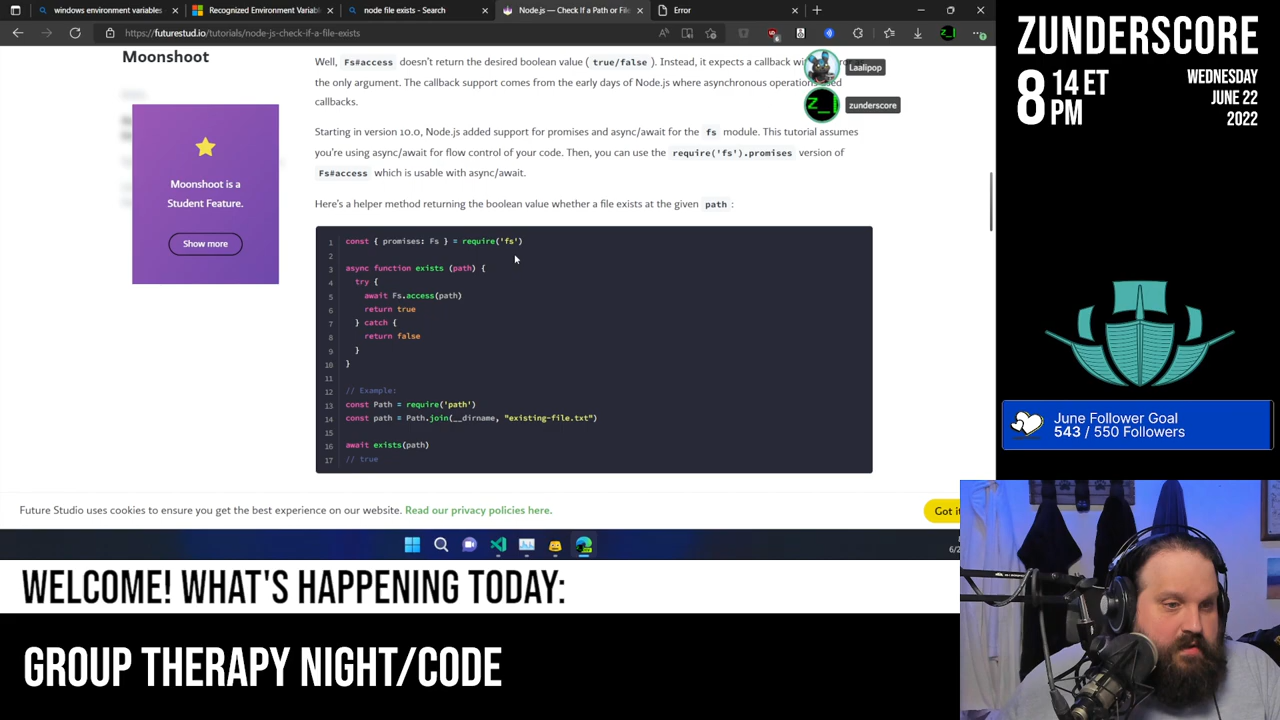 windows environment variables
Recognized Environment Variabl
node file exists - Search
Node.js — Check If a Path or File
Error
https://futurestud.io/tutorials/node-js-check-if-a-file-exists
Moonshoot
Moonshoot is a
Student Feature.
Show more
Well, Fs#access doesn't return the desired boolean value ( true/false ). Instead, it expects a callback wi
the only argument. The callback support comes from the early days of Node.js where asynchronous operation used
callbacks.
Starting in version 10.0, Node.js added support for promises and async/await for the fs module. This tutorial assumes
you're using async/await for flow control of your code. Then, you can use the require('fs').promises version of
Fs#access which is usable with async/await.
Here's a helper method returning the boolean value whether a file exists at the given path :
1 const { promises: Fs } = require('fs')
2
3 async function exists (path) {
4 try {
5 await Fs.access(path)
6 return true
7 } catch {
8 return false
9 }
10 }
11
12 // Example:
13 const Path = require('path')
14 const path = Path.join(__dirname, "existing-file.txt")
15
16 await exists(path)
17 // true
Laalipop
z_|
zunderscore
Future Studio uses cookies to ensure you get the best experience on our website. Read our privacy policies here.
Got it
6/2
ZUNDERSCORE
8 14 ET
PM
WEDNESDAY
JUNE 22
2022
June Follower Goal
543 / 550 Followers
WELCOME! WHAT'S HAPPENING TODAY:
GROUP THERAPY NIGHT/CODE